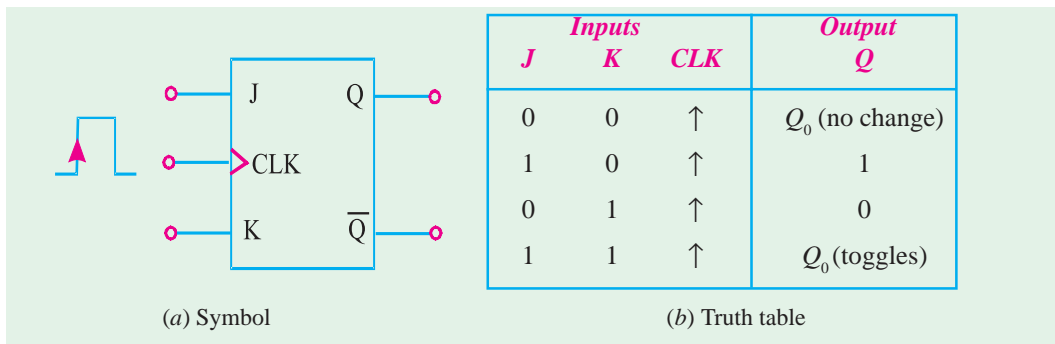 J Q
CLK
K Q̅
(a) Symbol
Inputs Output
J K CLK Q
0 0 ↑ Q₀ (no change)
1 0 ↑ 1
0 1 ↑ 0
1 1 ↑ Q₀ (toggles)
(b) Truth table